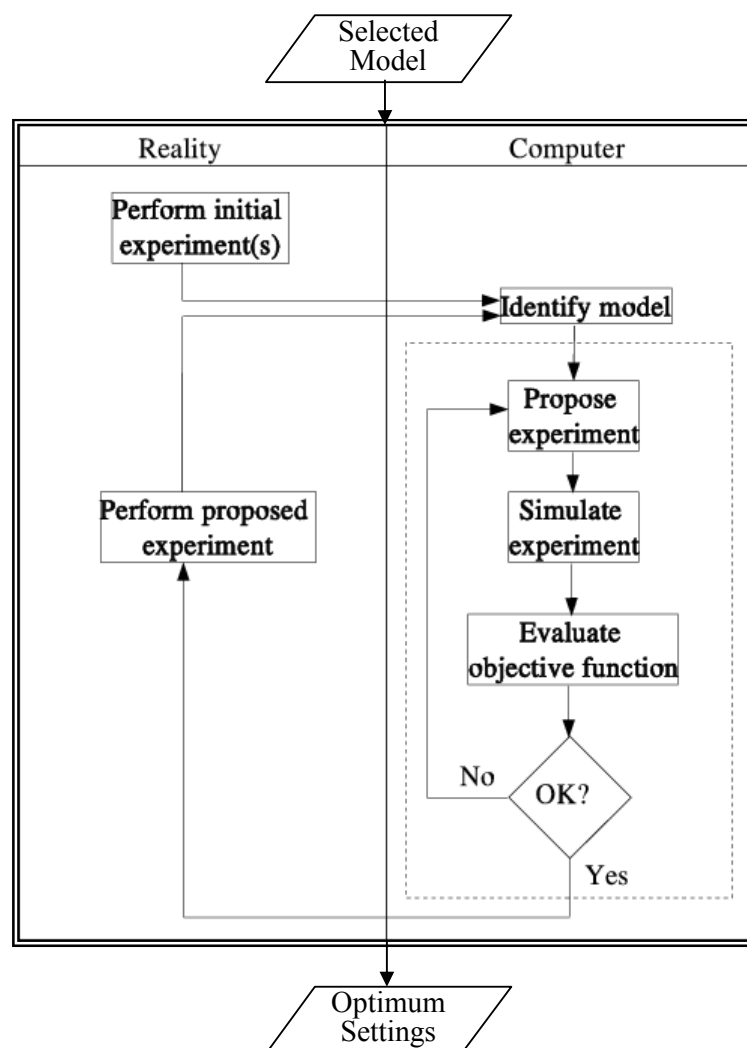 Selected
Model
Reality
Computer
Perform initial
experiment(s)
Identify model
Propose
experiment
Perform proposed
experiment
Simulate
experiment
Evaluate
objective function
No
OK?
Yes
Optimum
Settings